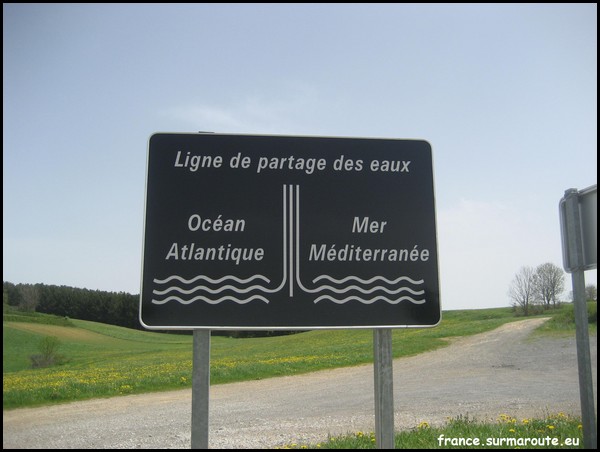 Ligne de partage des eaux
Océan
Atlantique
Mer
Méditerranée
france.surmaroute.eu